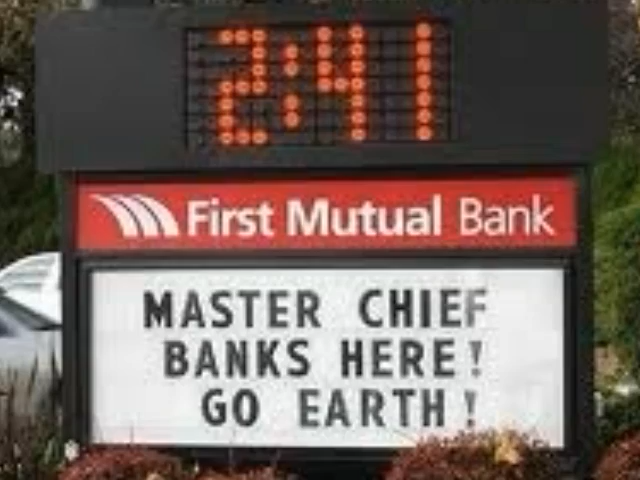 2:41
First Mutual Bank
MASTER CHIEF
BANKS HERE!
GO EARTH!